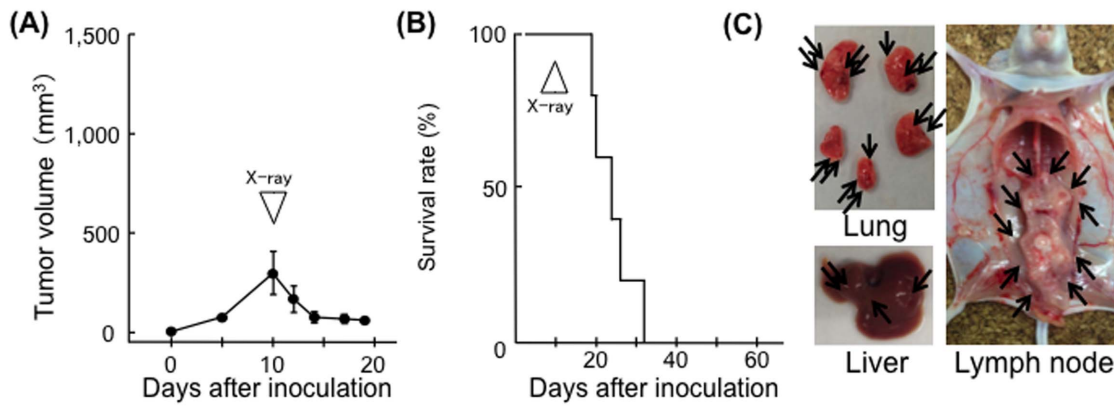 (A)
1,500
1,000
500
0
Tumor volume (mm³)
X-ray
0
10
20
Days after inoculation
(B)
100
50
0
Survival rate (%)
X-ray
20
40
60
Days after inoculation
(C)
Lung
Liver
Lymph node